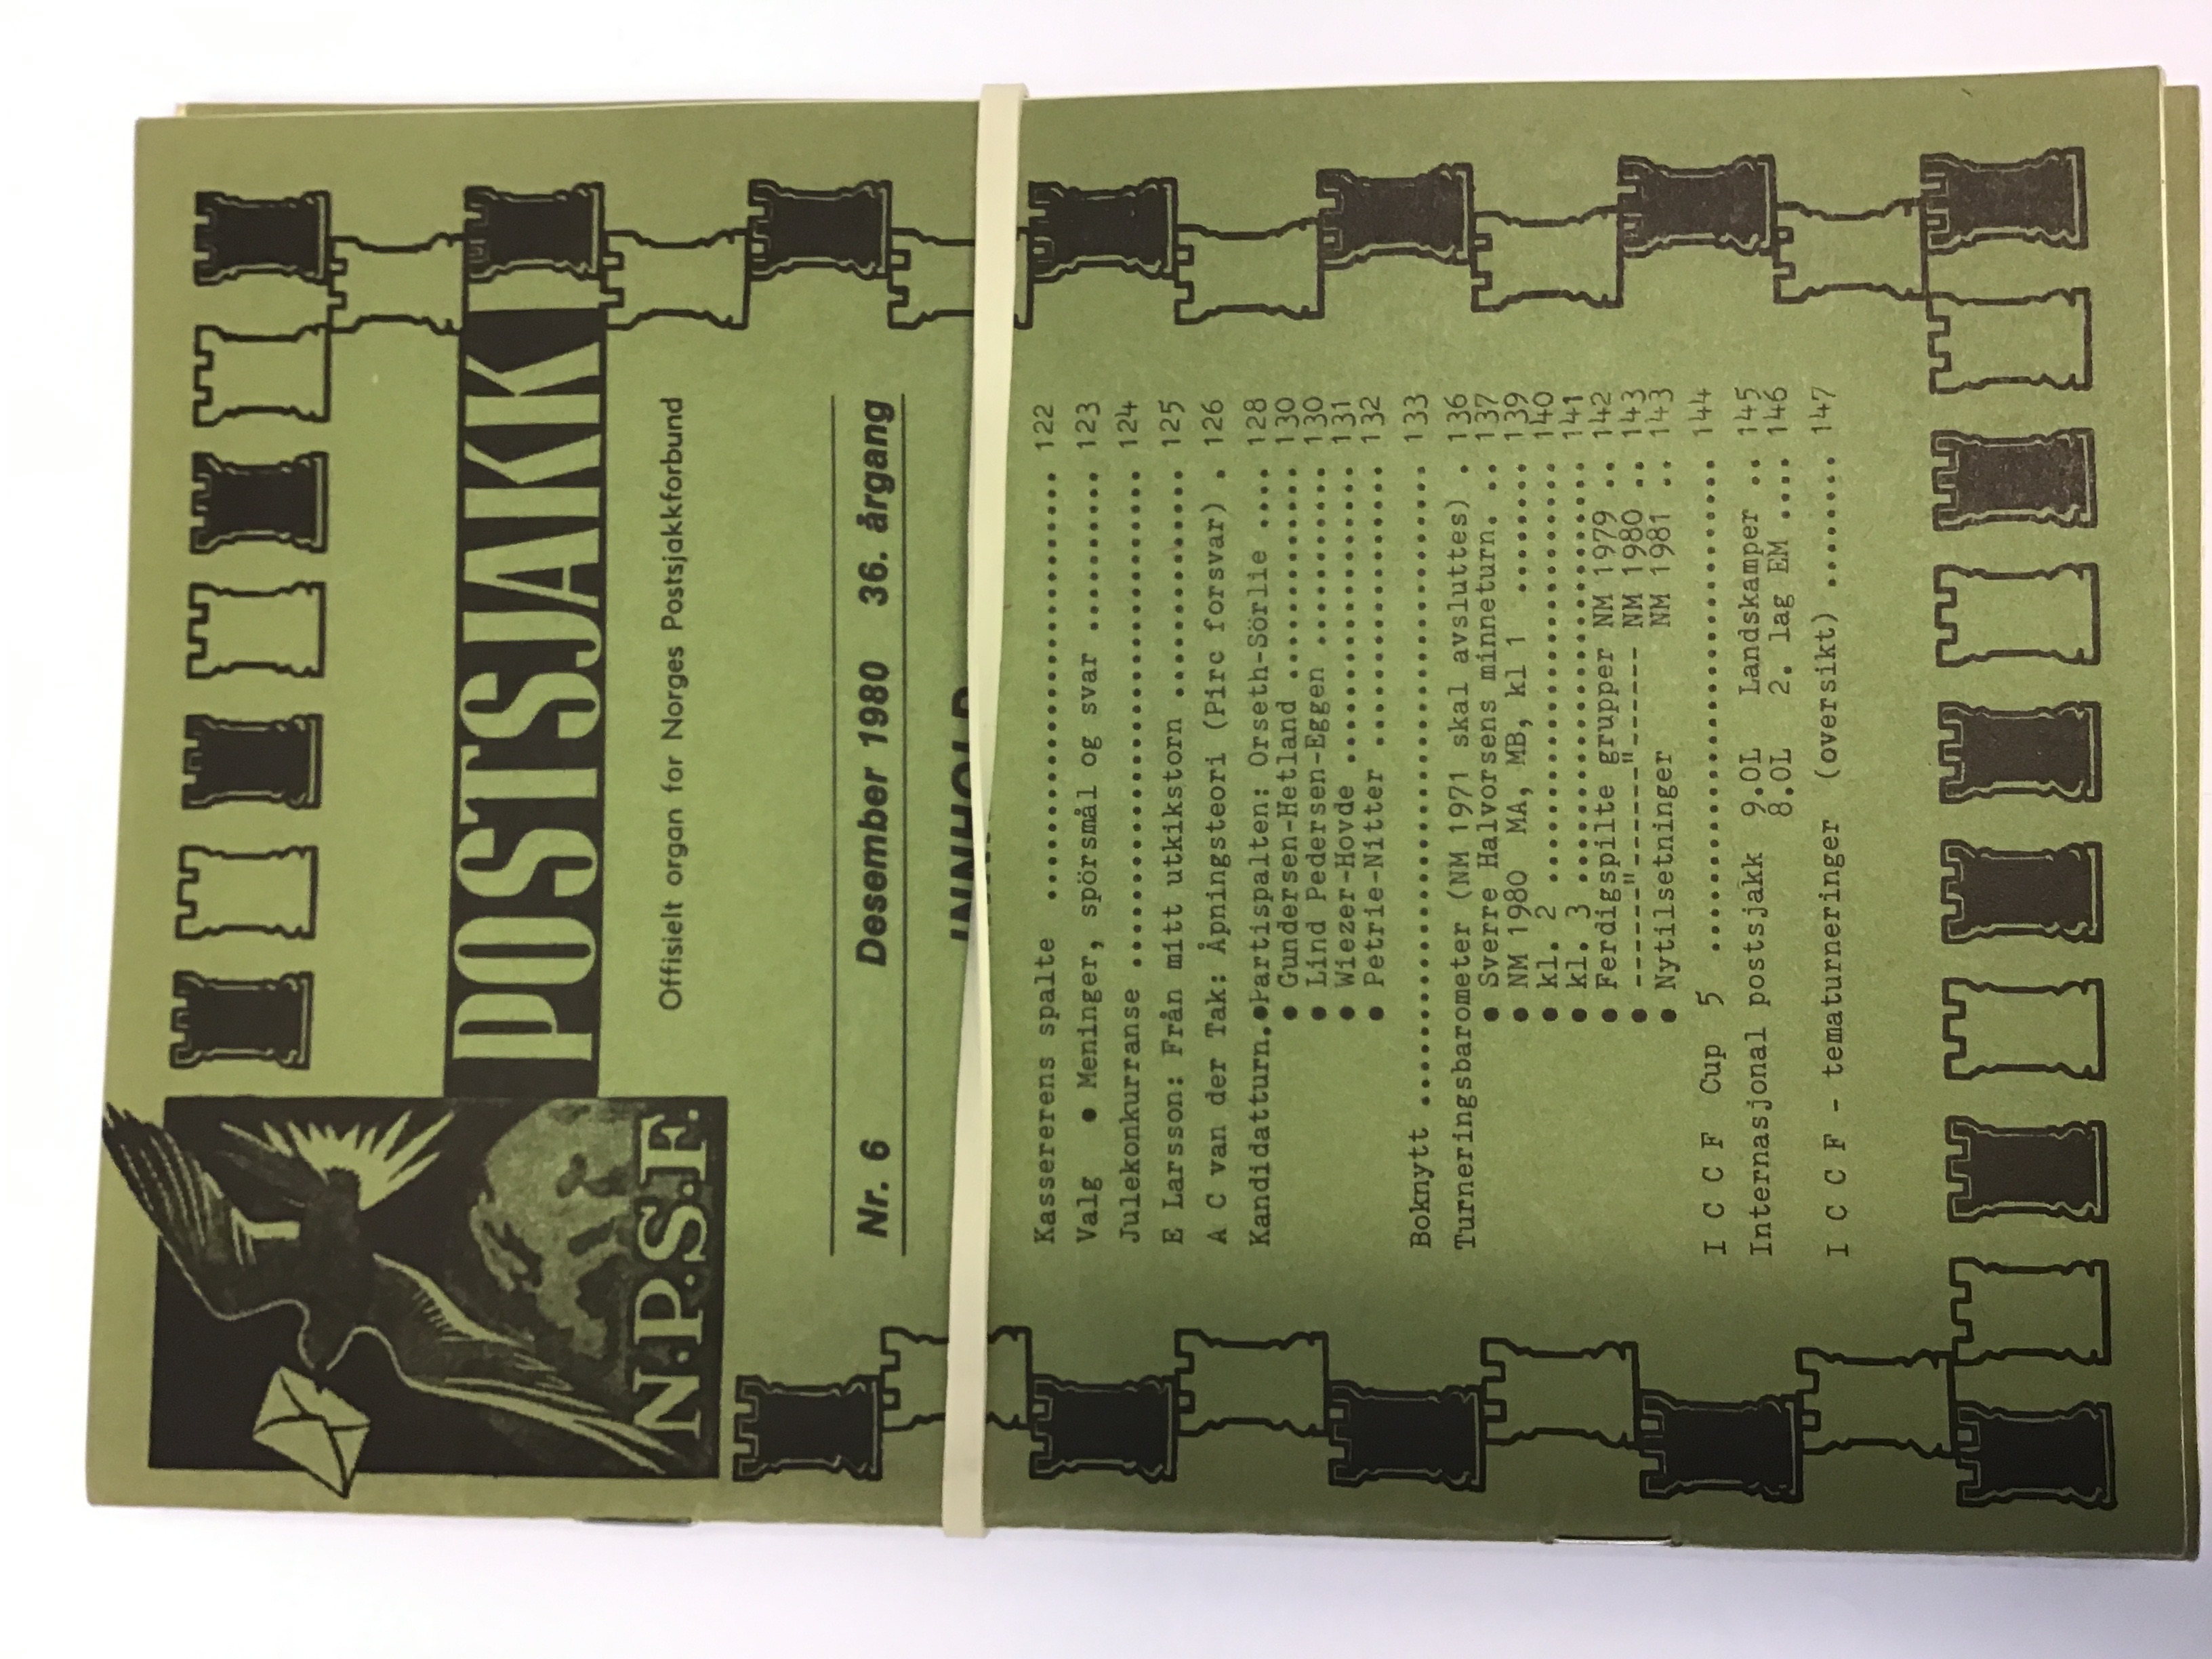 POSTSJAKK
N.P.S.F.
Offisielt organ for Norges Postsjakkforbund
Nr. 6 Desember 1980 36. årgang
INNHOLD
Kassererens spalte .......................... 122
Valg ● Meninger, spörsmål og svar .......... 123
Julekonkurranse ............................. 124
E Larsson: Från mitt utkikstorn ............. 125
A C van der Tak: Åpningsteori (Pirc forsvar) . 126
Kandidatturn.●Partispalten: Orseth-Sörlie .... 128
● Gundersen-Hetland ............. 130
● Lind Pedersen-Eggen ........... 130
● Wiezer-Hovde .................. 131
● Petrie-Nitter ................. 132
Boknytt ..................................... 133
Turneringsbarometer (NM 1971 skal avsluttes) . 136
● Sverre Halvorsens minneturn. .. 137
● NM 1980 MA, MB, kl 1 ........ 139
● kl. 2 ......................... 140
● kl. 3 ......................... 141
● Ferdigspilte grupper NM 1979 .. 142
● ------"--------"------ NM 1980 .. 143
● Nytilsetninger NM 1981 .. 143
I C C F Cup 5 ............................... 144
Internasjonal postsjakk 9.OL Landskamper .. 145
8.OL 2. lag EM .... 146
I C C F - tematurneringer (oversikt) ........ 147